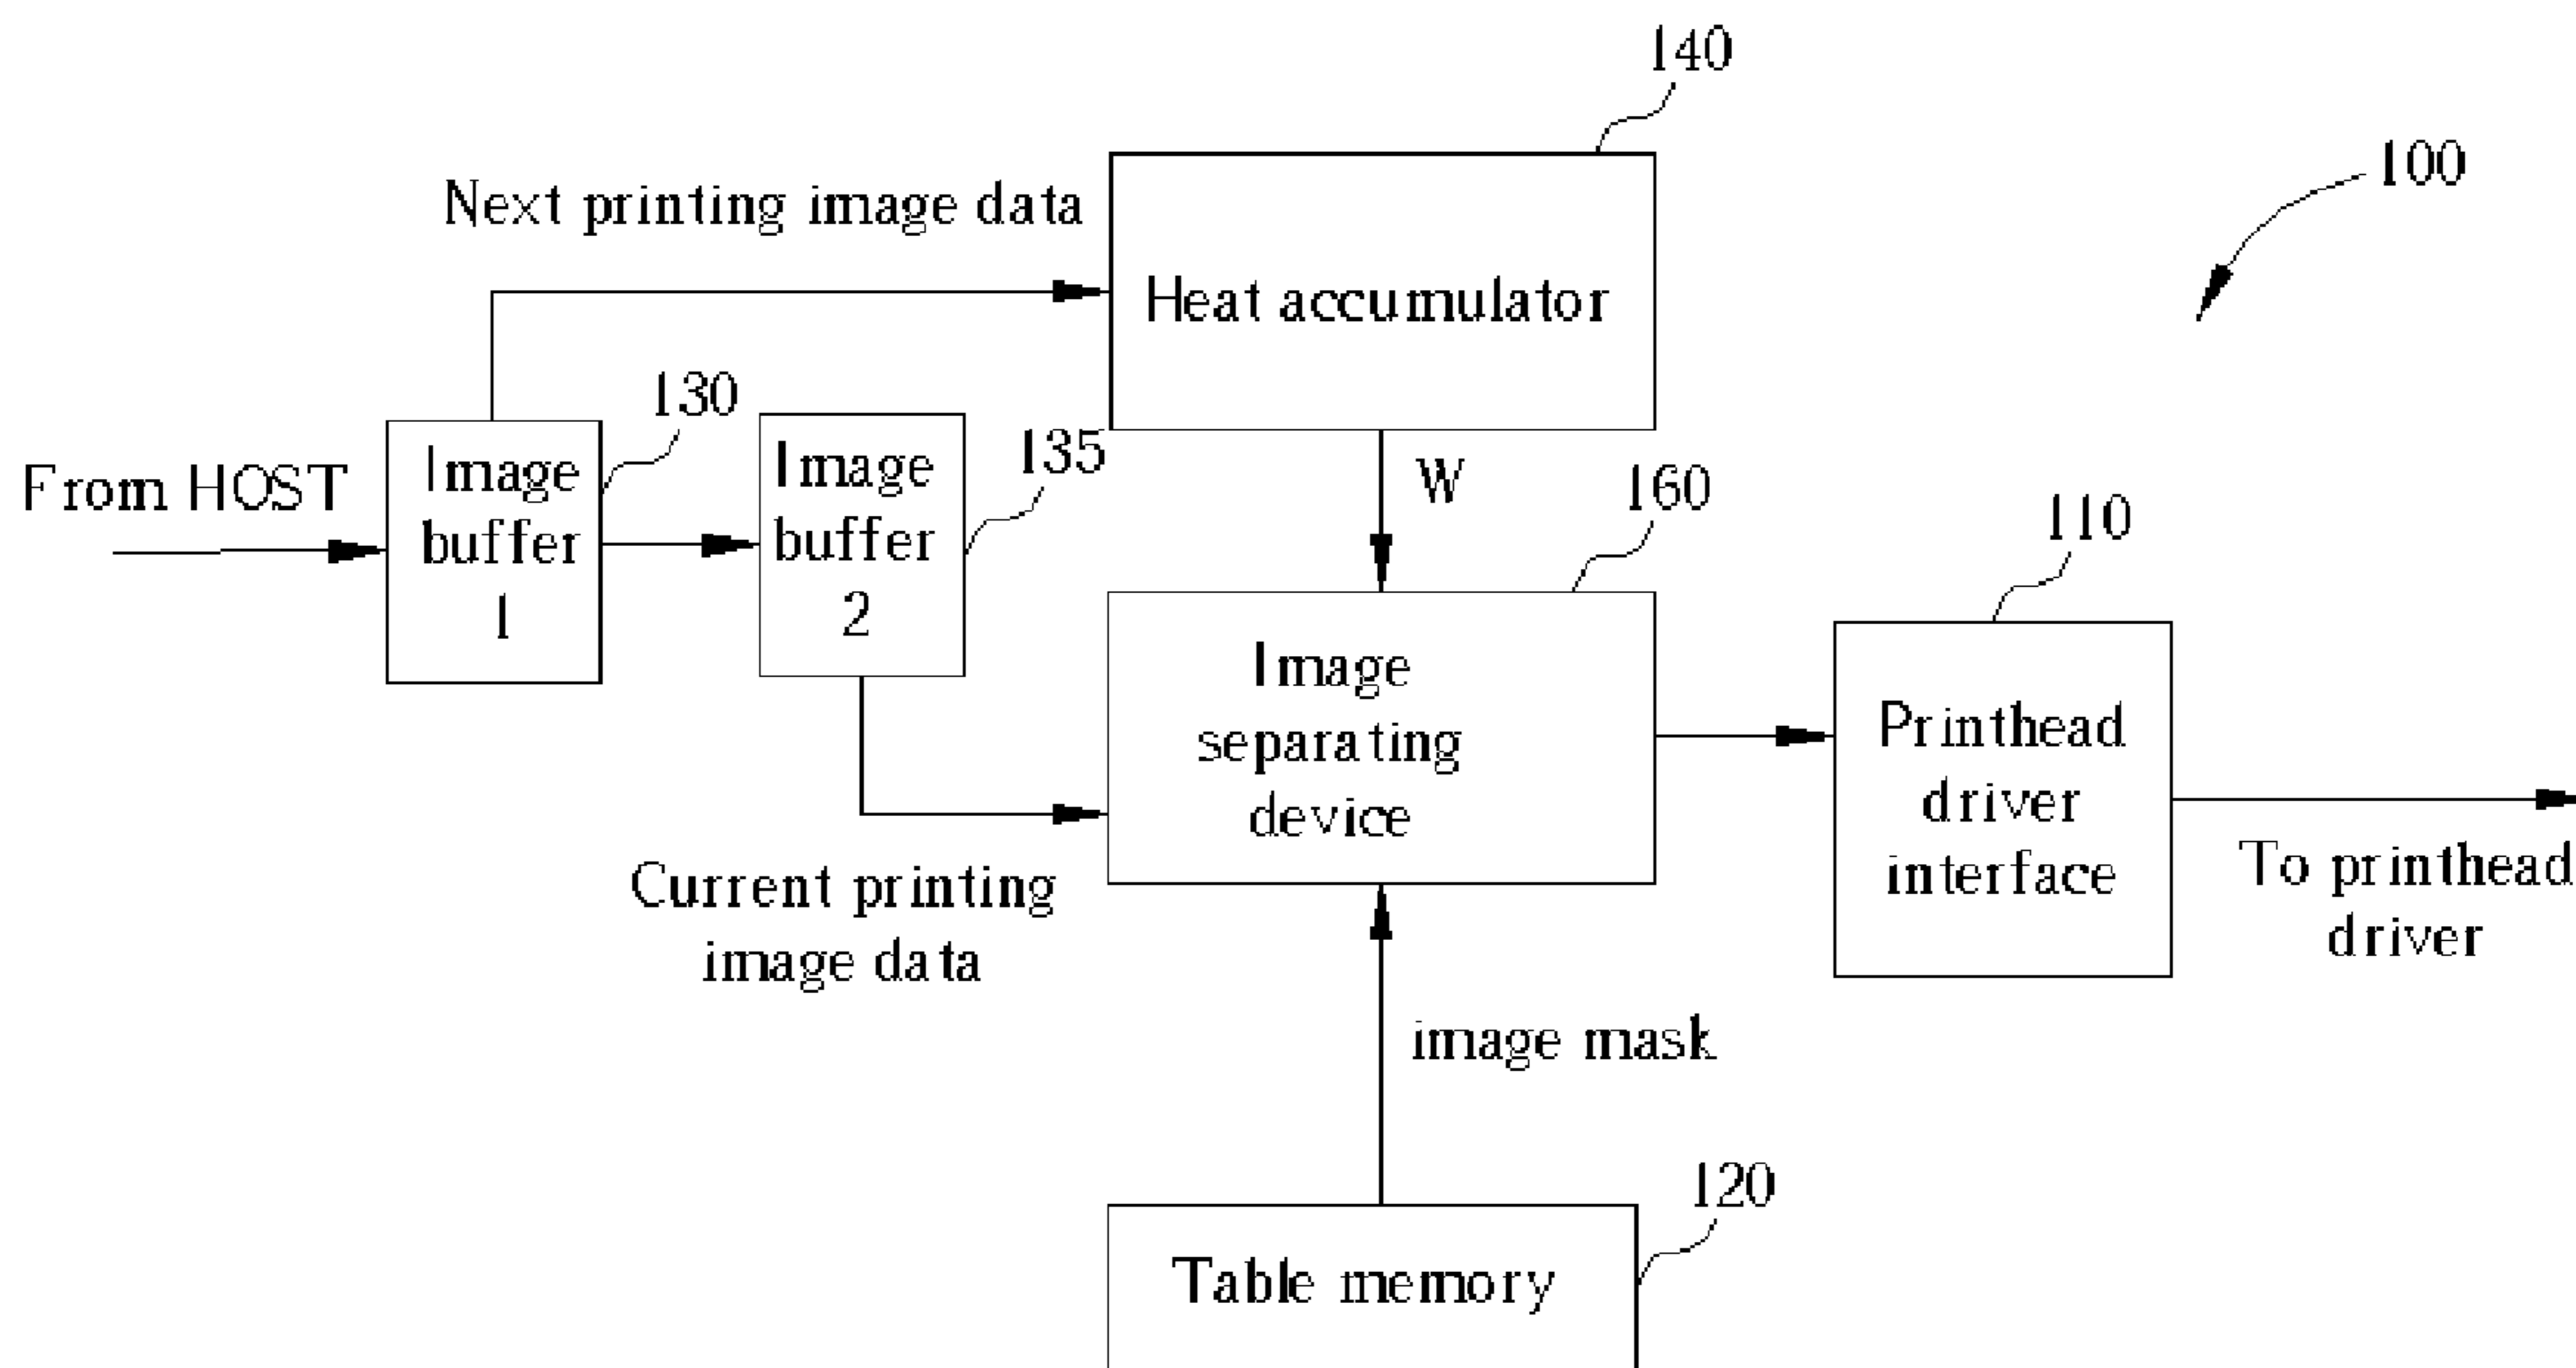 140
100
Next printing image data
Heat accumulator
130
135
From HOST
Image
buffer
1
Image
buffer
2
W
160
110
Image
separating
device
Printhead
driver
interface
To printhead
driver
Current printing
image data
image mask
120
Table memory